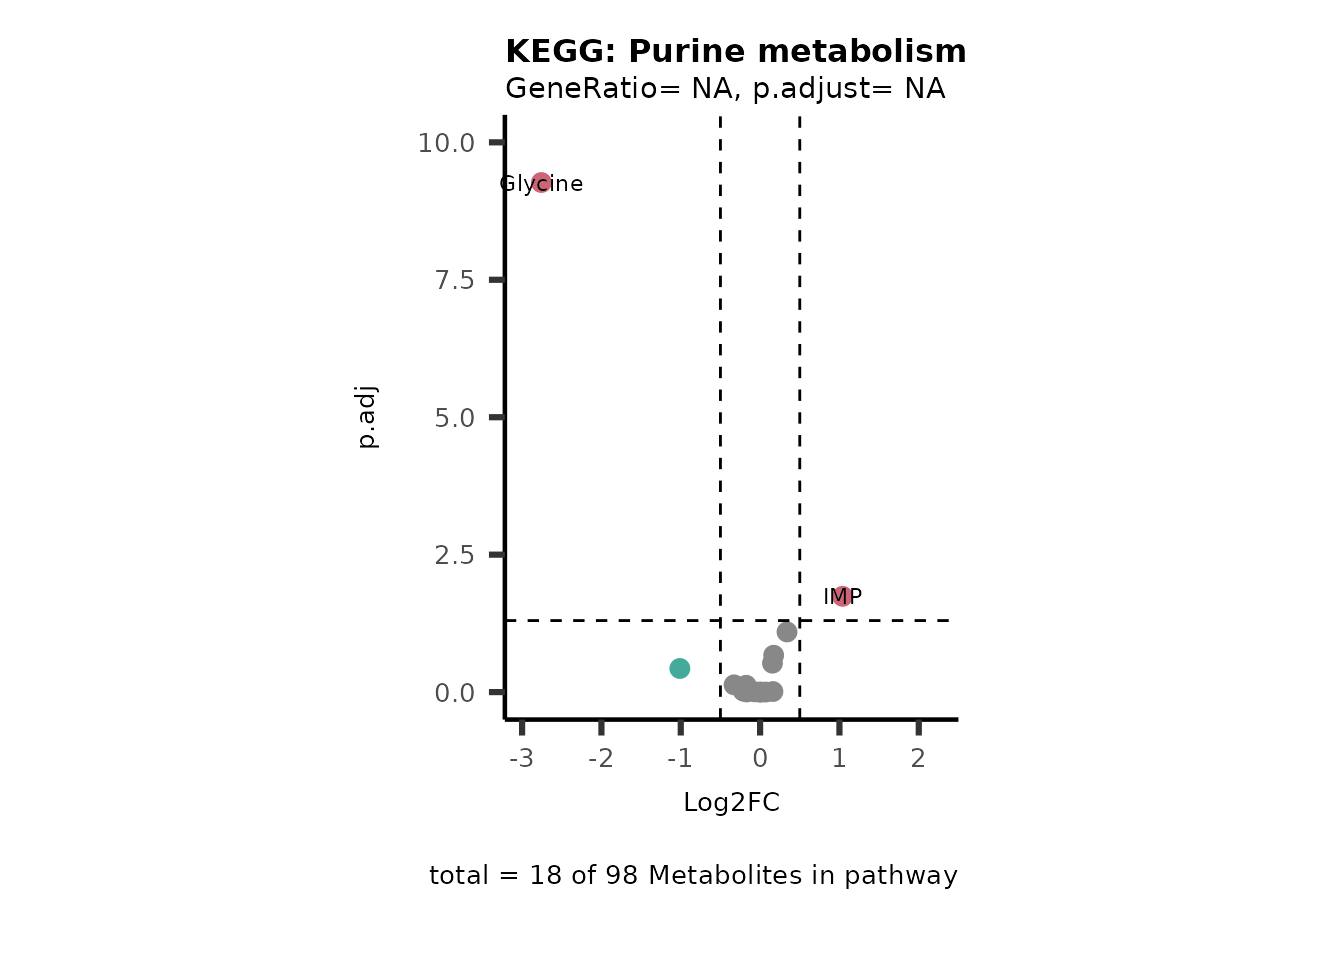 KEGG: Purine metabolism
GeneRatio= NA, p.adjust= NA
10.0
Glycine
7.5
p.adj
5.0
2.5
IMP
0.0
-3 -2 -1 0 1 2
Log2FC
total = 18 of 98 Metabolites in pathway